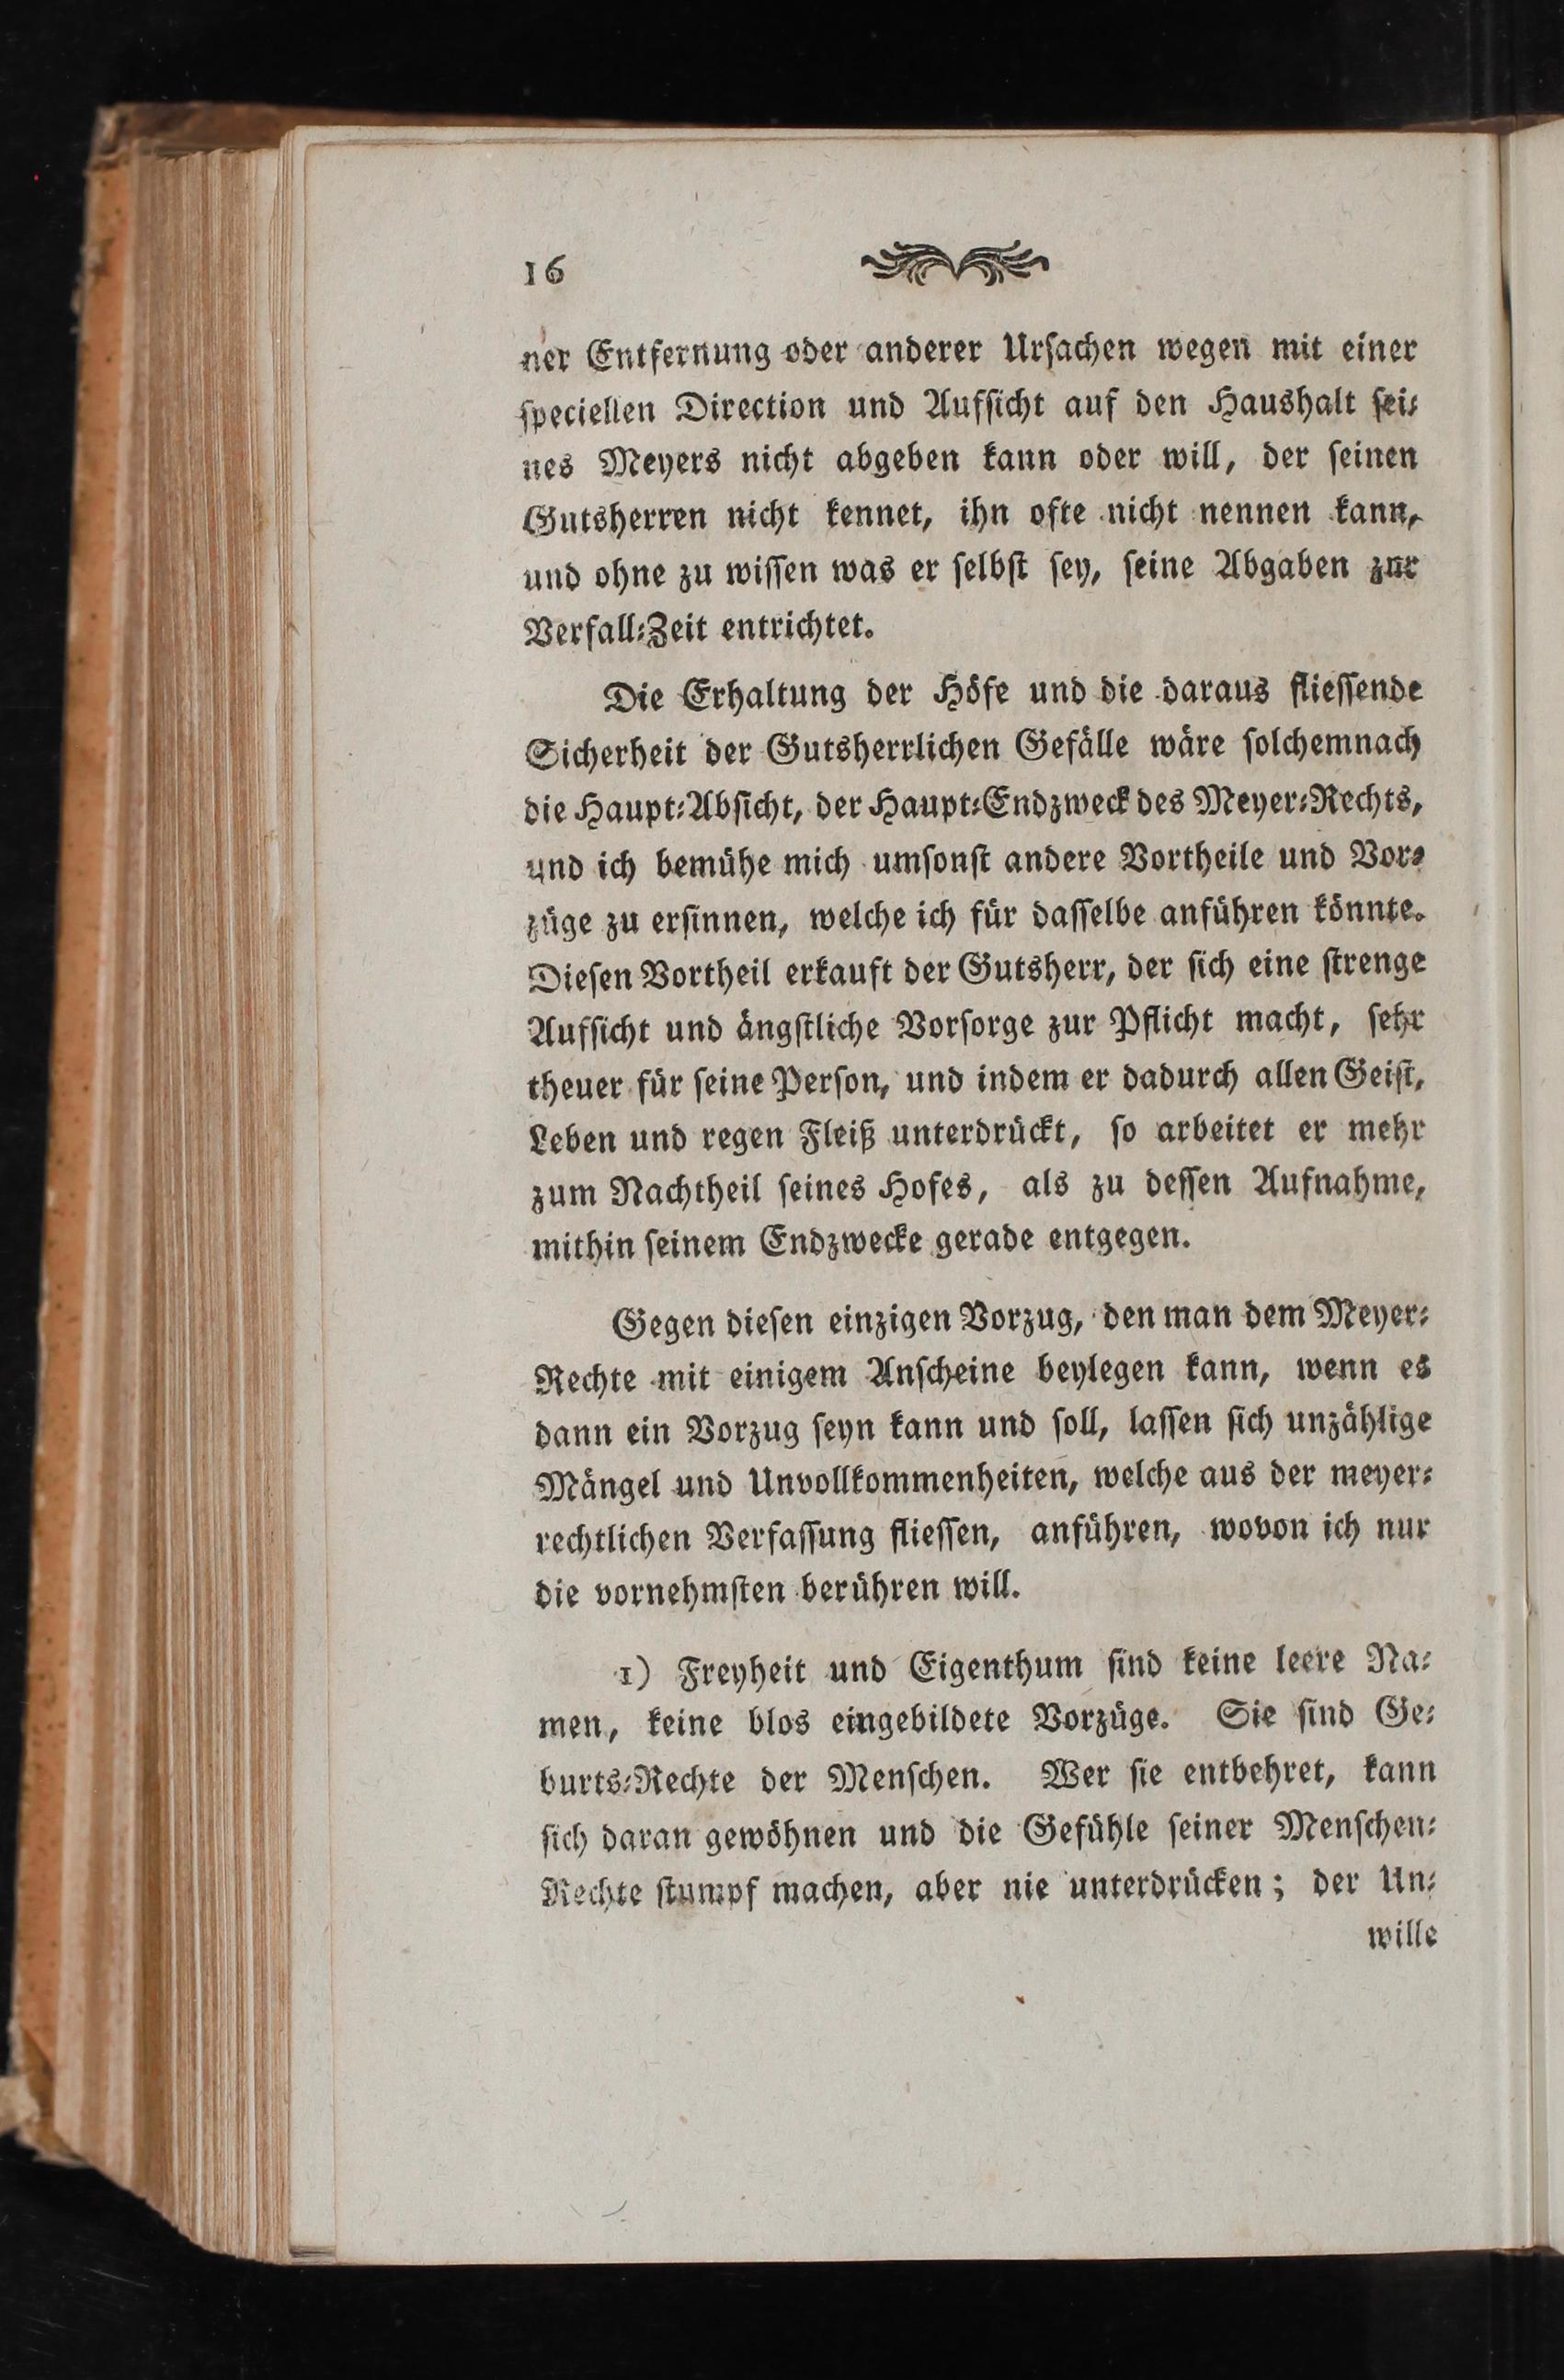 16
ner Entfernung oder anderer Urſachen wegen mit einer
ſpeciellen Direction und Aufſicht auf den Haushalt ſei⸗
nes Meyers nicht abgeben kann oder will, der ſeinen
Gutsherren nicht kennet, ihn ofte nicht nennen kann,
und ohne zu wiſſen was er ſelbſt ſey, ſeine Abgaben zur
Verfall⸗Zeit entrichtet.
Die Erhaltung der Höfe und die daraus flieſſende
Sicherheit der Gutsherrlichen Gefälle wäre ſolchemnach
die Haupt⸗Abſicht, der Haupt⸗Endzweck des Meyer⸗Rechts,
und ich bemühe mich umſonſt andere Vortheile und Vor⸗
züge zu erſinnen, welche ich für daſſelbe anführen könnte.
Dieſen Vortheil erkauft der Gutsherr, der ſich eine ſtrenge
Aufſicht und ängſtliche Vorſorge zur Pflicht macht, ſehr
theuer für ſeine Perſon, und indem er dadurch allen Geiſt,
Leben und regen Fleiß unterdrückt, ſo arbeitet er mehr
zum Nachtheil ſeines Hofes, als zu deſſen Aufnahme,
mithin ſeinem Endzwecke gerade entgegen.
Gegen dieſen einzigen Vorzug, den man dem Meyer⸗
Rechte mit einigem Anſcheine beylegen kann, wenn es
dann ein Vorzug ſeyn kann und ſoll, laſſen ſich unzählige
Mängel und Unvollkommenheiten, welche aus der meyer⸗
rechtlichen Verfaſſung flieſſen, anführen, wovon ich nur
die vornehmſten berühren will.
1) Freyheit und Eigenthum ſind keine leere Na⸗
men, keine blos eingebildete Vorzüge. Sie ſind Ge⸗
burts⸗Rechte der Menſchen. Wer ſie entbehret, kann
ſich daran gewöhnen und die Gefühle ſeiner Menſchen⸗
Rechte ſtumpf machen, aber nie unterdrücken; der Un⸗
wille